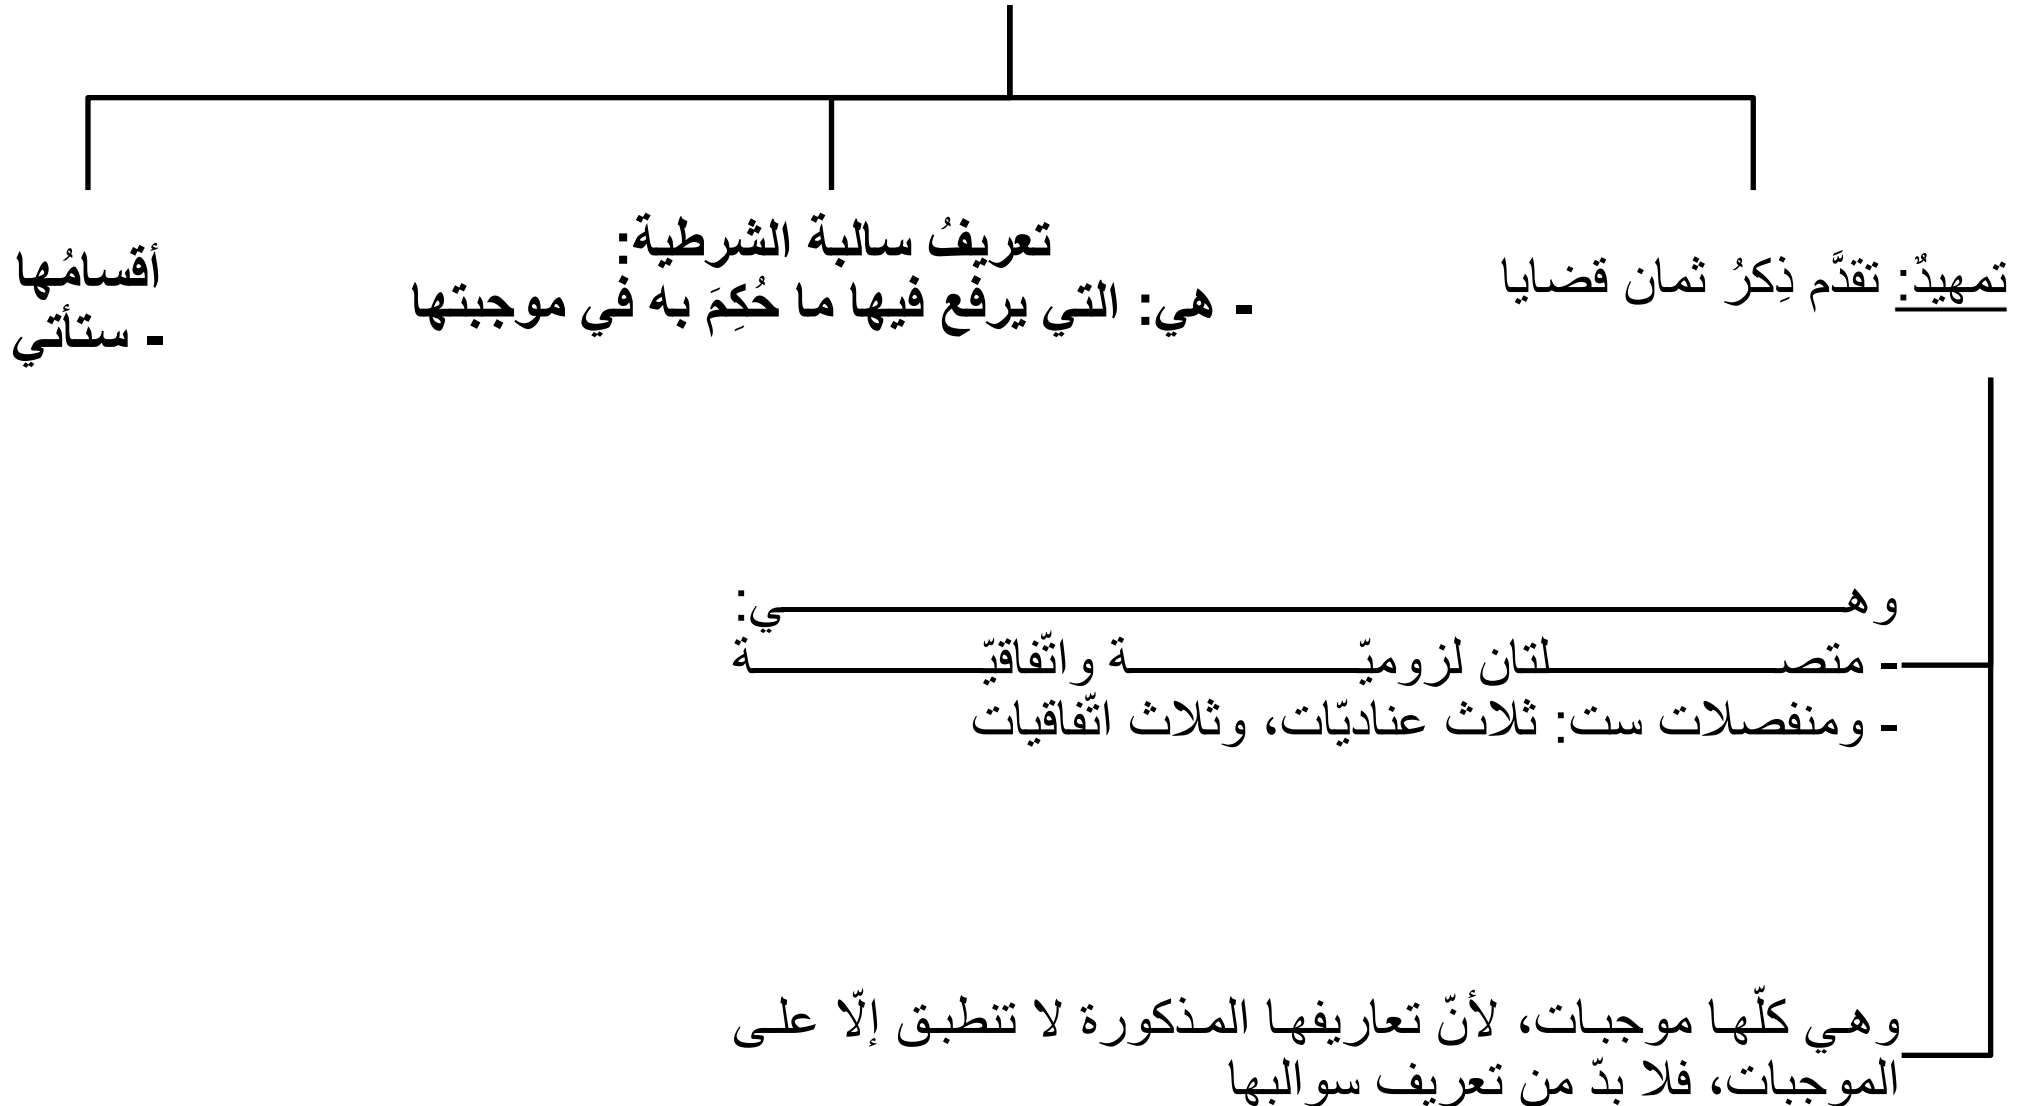 تمهيدٌ: تقدَّم ذِكرُ ثمان قضايا
تعريفُ سالبة الشرطية:
- هي: التي يرفع فيها ما حُكِمَ به في موجبتها
أقسامُها
- ستأتي
وهي:
- متصلتان لزوميّة واتّفاقيّة
- ومنفصلات ست: ثلاث عناديّات، وثلاث اتّفاقيات
وهي كلّها موجبات، لأنّ تعاريفها المذكورة لا تنطبق إلّا على
الموجبات، فلا بدّ من تعريف سوالبها